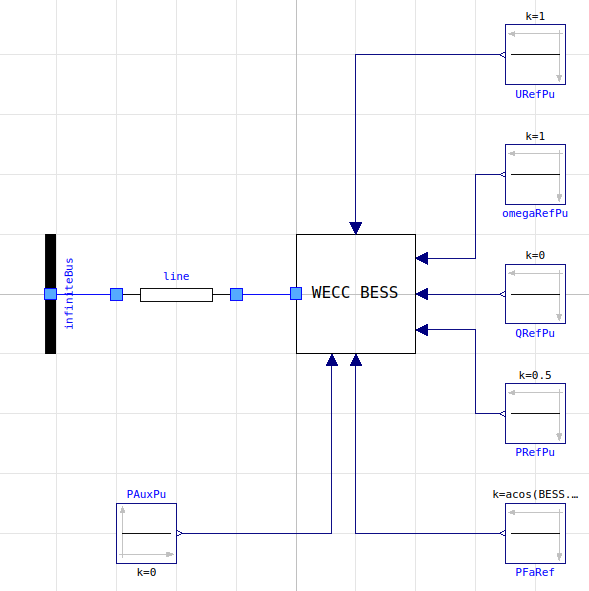 k=1
URefPu
k=1
omegaRefPu
k=0
QRefPu
infiniteBus
line
WECC BESS
k=0.5
PRefPu
PAuxPu
k=0
k=acos(BESS.…
PFaRef